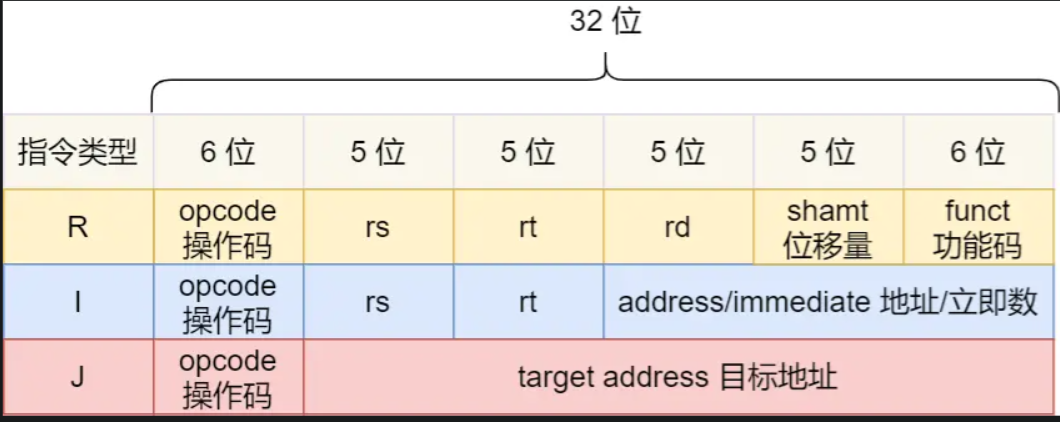 32 位
指令类型 6 位 5 位 5 位 5 位 5 位 6 位
R opcode 操作码 rs rt rd shamt 位移量 funct 功能码
I opcode 操作码 rs rt address/immediate 地址/立即数
J opcode 操作码 target address 目标地址